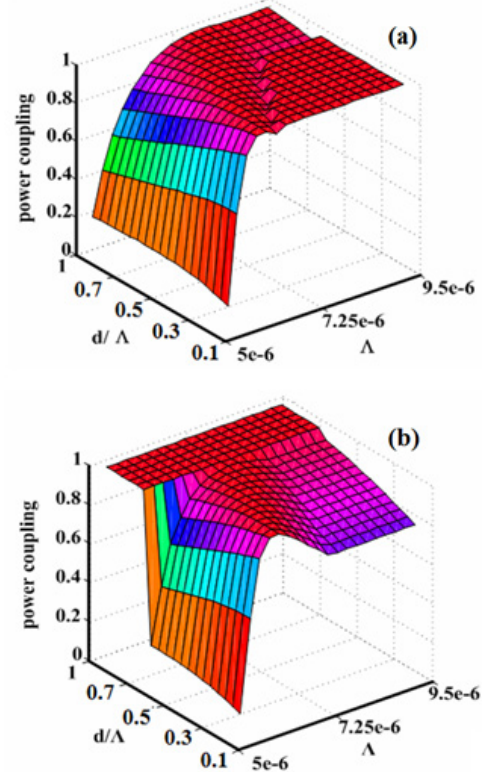 (a)
1
0.8
0.6
0.4
0.2
0
power coupling
1
0.7
0.5
0.3
0.1
d/ Λ
5e-6
7.25e-6
9.5e-6
Λ
(b)
1
0.8
0.6
0.4
0.2
0
power coupling
1
0.7
0.5
0.3
0.1
d/Λ
5e-6
7.25e-6
9.5e-6
Λ